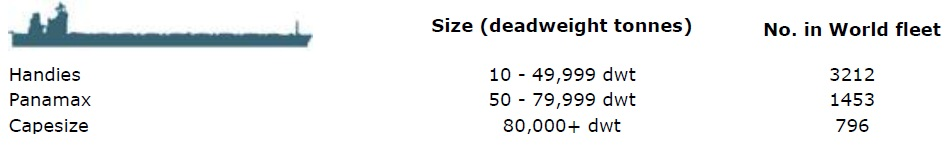 Size (deadweight tonnes) No. in World fleet
Handies 10 - 49,999 dwt 3212
Panamax 50 - 79,999 dwt 1453
Capesize 80,000+ dwt 796